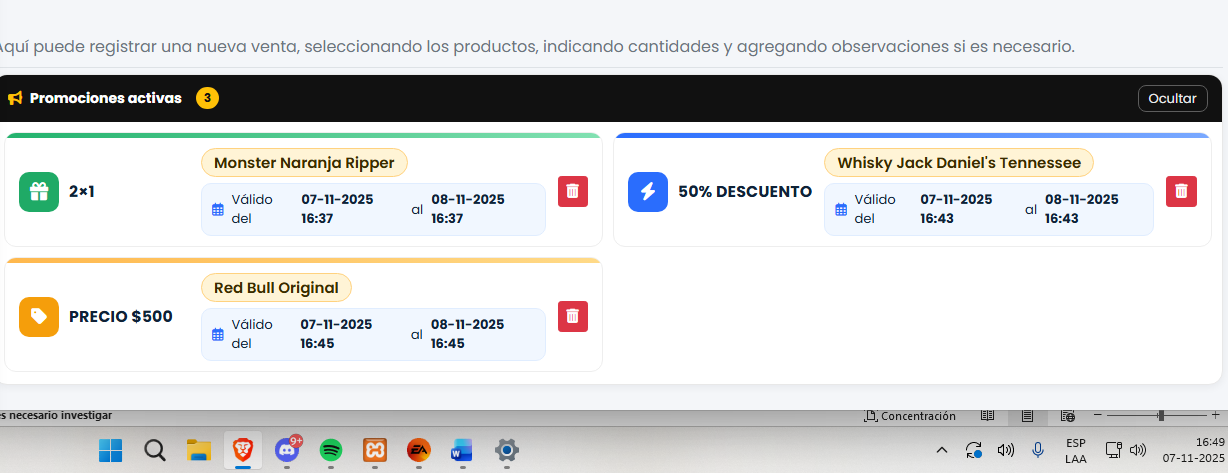 Aquí puede registrar una nueva venta, seleccionando los productos, indicando cantidades y agregando observaciones si es necesario.
Promociones activas 3 Ocultar
2×1
Monster Naranja Ripper
Válido del 07-11-2025 16:37 al 08-11-2025 16:37
50% DESCUENTO
Whisky Jack Daniel's Tennessee
Válido del 07-11-2025 16:43 al 08-11-2025 16:43
PRECIO $500
Red Bull Original
Válido del 07-11-2025 16:45 al 08-11-2025 16:45
es necesario investigar
Concentración
9+
EA
W
ESP
LAA
16:49
07-11-2025